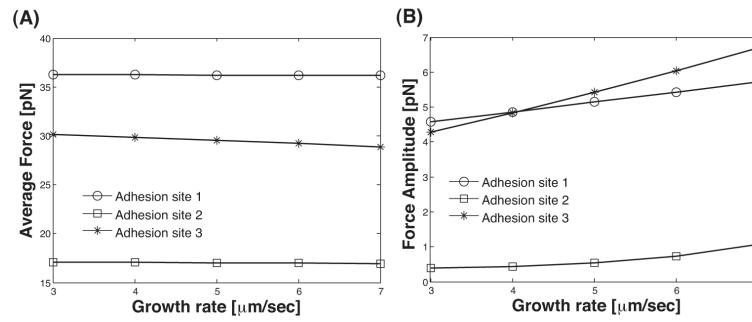 (A)
40
35
30
25
20
15
3
4
5
6
7
Average Force [pN]
Growth rate [μm/sec]
Adhesion site 1
Adhesion site 2
Adhesion site 3
(B)
7
6
5
4
3
2
1
0
3
4
5
6
Force Amplitude [pN]
Growth rate [μm/sec]
Adhesion site 1
Adhesion site 2
Adhesion site 3